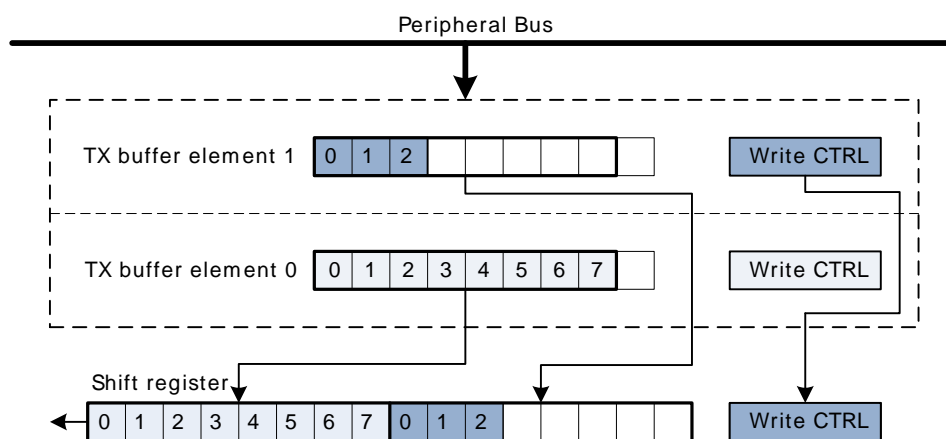 Peripheral Bus
TX buffer element 1 0 1 2 Write CTRL
TX buffer element 0 0 1 2 3 4 5 6 7 Write CTRL
Shift register
0 1 2 3 4 5 6 7 0 1 2 Write CTRL